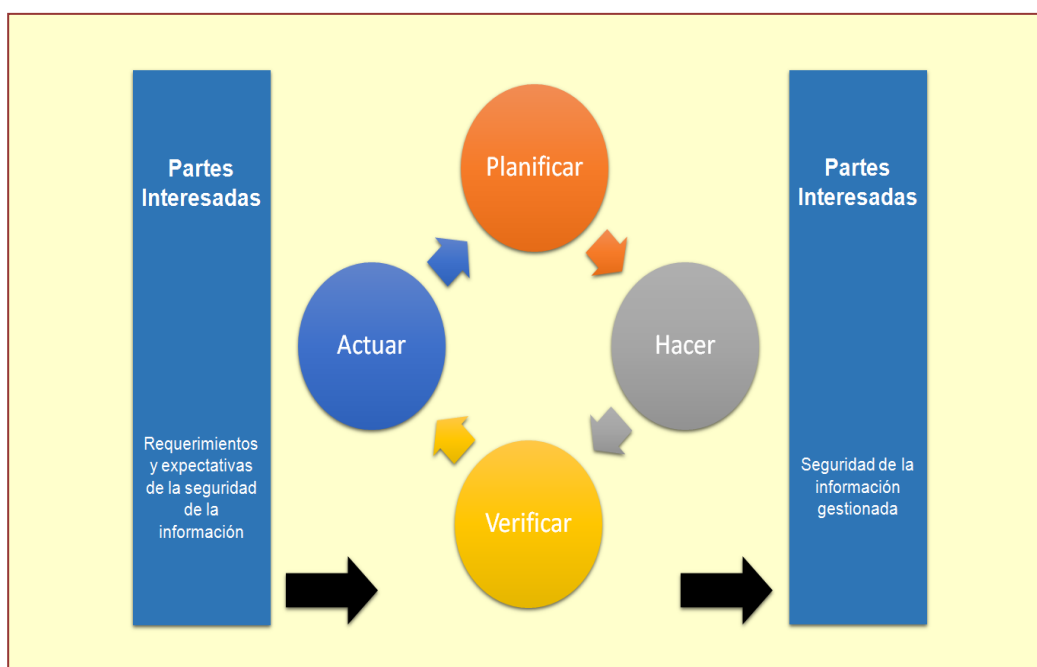 Partes
Interesadas
Requerimientos
y expectativas
de la seguridad
de la
información
Planificar
Actuar
Hacer
Verificar
Partes
Interesadas
Seguridad de la
información
gestionada